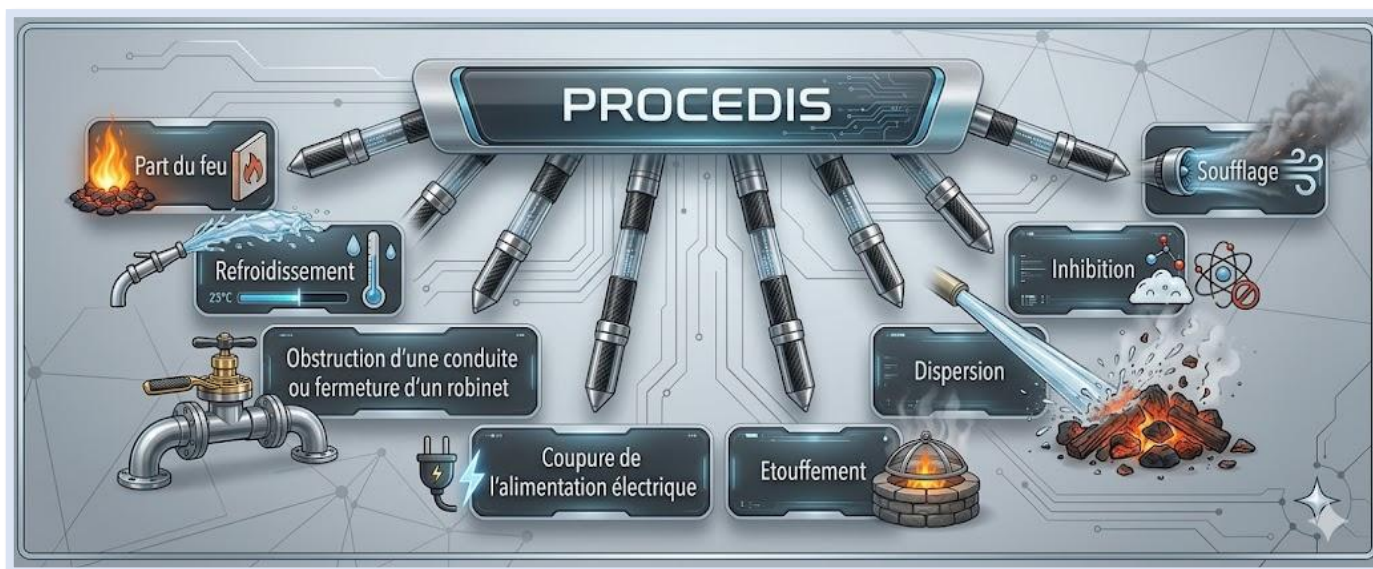 PROCEDIS
Part du feu
Soufflage
Refroidissement
23°C
Inhibition
Obstruction d'une conduite
ou fermeture d'un robinet
Dispersion
Coupure de
l'alimentation électrique
Etouffement